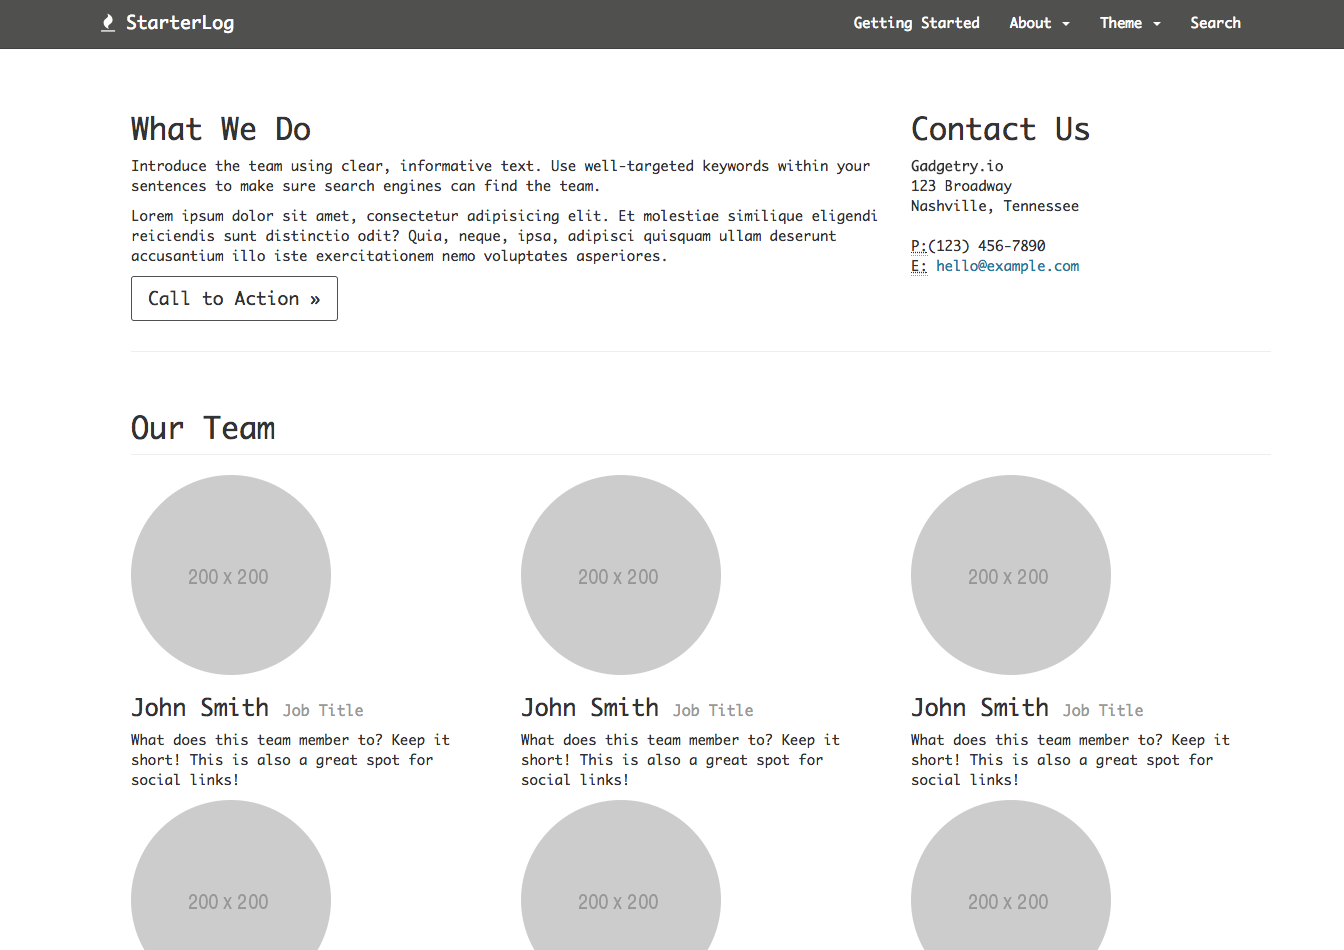 StarterLog
Getting Started
About
Theme
Search
What We Do
Introduce the team using clear, informative text. Use well-targeted keywords within your
sentences to make sure search engines can find the team.
Lorem ipsum dolor sit amet, consectetur adipisicing elit. Et molestiae similique eligendi
reiciendis sunt distinctio odit? Quia, neque, ipsa, adipisci quisquam ullam deserunt
accusantium illo iste exercitationem nemo voluptates asperiores.
Call to Action »
Contact Us
Gadgetry.io
123 Broadway
Nashville, Tennessee
P:(123) 456-7890
E: hello@example.com
Our Team
200 x 200
200 x 200
200 x 200
John Smith Job Title
What does this team member to? Keep it
short! This is also a great spot for
social links!
John Smith Job Title
What does this team member to? Keep it
short! This is also a great spot for
social links!
John Smith Job Title
What does this team member to? Keep it
short! This is also a great spot for
social links!
200 x 200
200 x 200
200 x 200